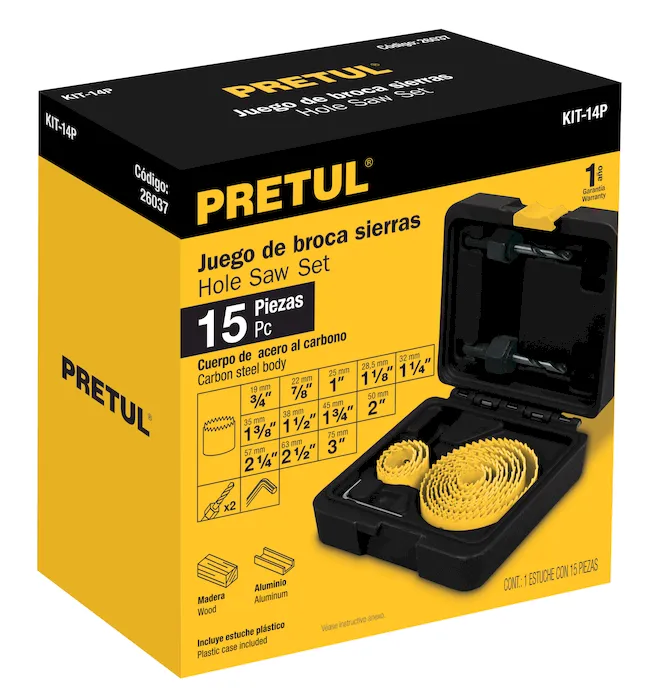 KIT-14P
Código: 26037
PRETUL®
Juego de broca sierras
Hole Saw Set
KIT-14P
Código:
26037
PRETUL®
KIT-14P
PRETUL®
1 año
Garantía
Warranty
Juego de broca sierras
Hole Saw Set
15 Piezas
Pc
Cuerpo de acero al carbono
Carbon steel body
19 mm 22 mm 25 mm 28,5 mm 32 mm
3/4" 7/8" 1" 1 1/8" 1 1/4"
35 mm 38 mm 45 mm 50 mm
1 3/8" 1 1/2" 1 3/4" 2"
57 mm 63 mm 75 mm
2 1/4" 2 1/2" 3"
x2
Madera
Wood
Aluminio
Aluminum
Incluye estuche plástico
Plastic case included
Véase instructivo anexo.
CONT.: 1 ESTUCHE CON 15 PIEZAS